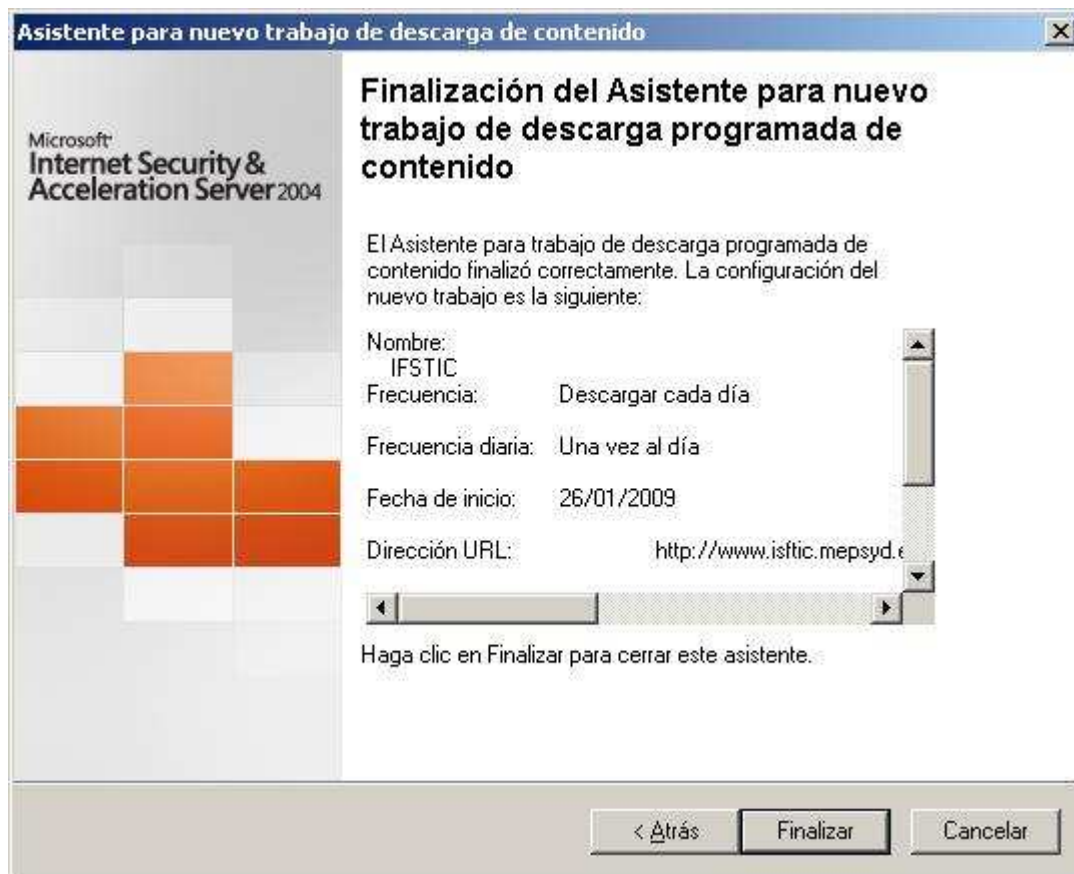 Asistente para nuevo trabajo de descarga de contenido
Microsoft
Internet Security &
Acceleration Server 2004
Finalización del Asistente para nuevo
trabajo de descarga programada de
contenido
El Asistente para trabajo de descarga programada de
contenido finalizó correctamente. La configuración del
nuevo trabajo es la siguiente:
Nombre:
IFSTIC
Frecuencia: Descargar cada día
Frecuencia diaria: Una vez al día
Fecha de inicio: 26/01/2009
Dirección URL: http://www.isftic.mepsyd.e
Haga clic en Finalizar para cerrar este asistente.
< Atrás Finalizar Cancelar